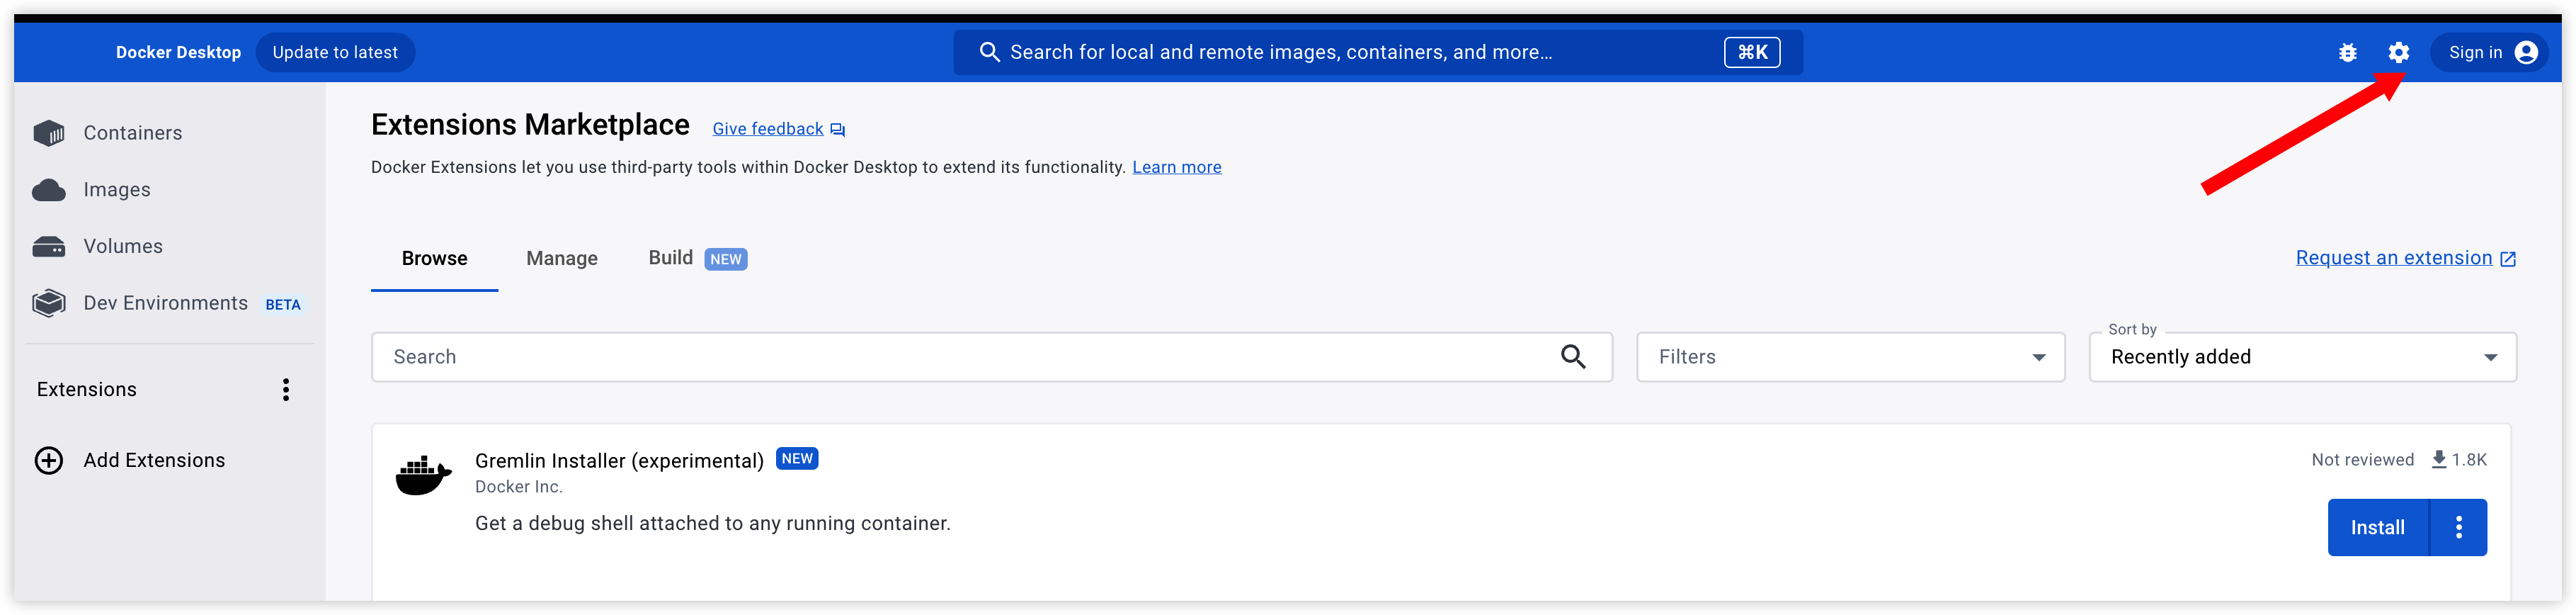 Docker Desktop Update to latest Search for local and remote images, containers, and more... ⌘K Sign in
Containers
Images
Volumes
Dev Environments BETA
Extensions
Add Extensions
Extensions Marketplace Give feedback
Docker Extensions let you use third-party tools within Docker Desktop to extend its functionality. Learn more
Browse Manage Build NEW Request an extension
Search Filters Sort by Recently added
Gremlin Installer (experimental) NEW Not reviewed 1.8K
Docker Inc.
Get a debug shell attached to any running container. Install